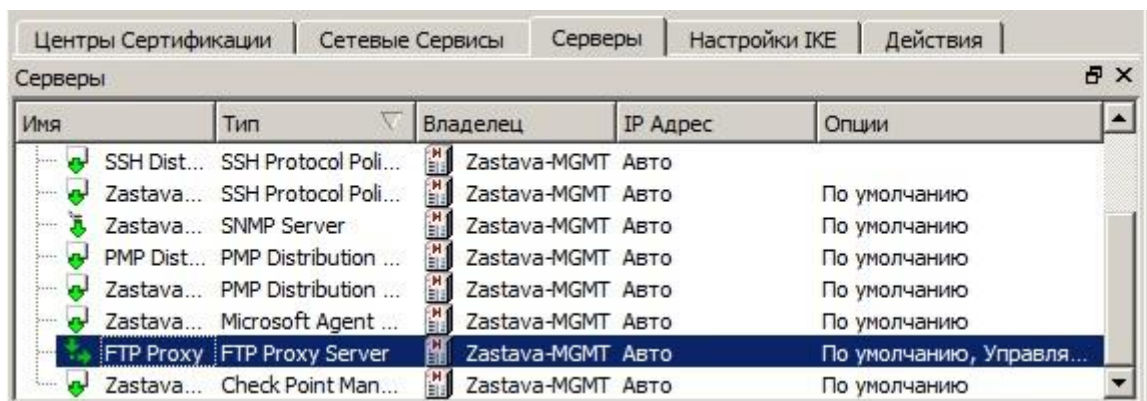 Центры Сертификации Сетевые Сервисы Серверы Настройки IKE Действия
Серверы
Имя Тип Владелец IP Адрес Опции
SSH Dist... SSH Protocol Poli... Zastava-MGMT Авто
Zastava... SSH Protocol Poli... Zastava-MGMT Авто По умолчанию
Zastava... SNMP Server Zastava-MGMT Авто По умолчанию
PMP Dist... PMP Distribution ... Zastava-MGMT Авто По умолчанию
Zastava... PMP Distribution ... Zastava-MGMT Авто По умолчанию
Zastava... Microsoft Agent ... Zastava-MGMT Авто По умолчанию
FTP Proxy FTP Proxy Server Zastava-MGMT Авто По умолчанию, Управля...
Zastava... Check Point Man... Zastava-MGMT Авто По умолчанию